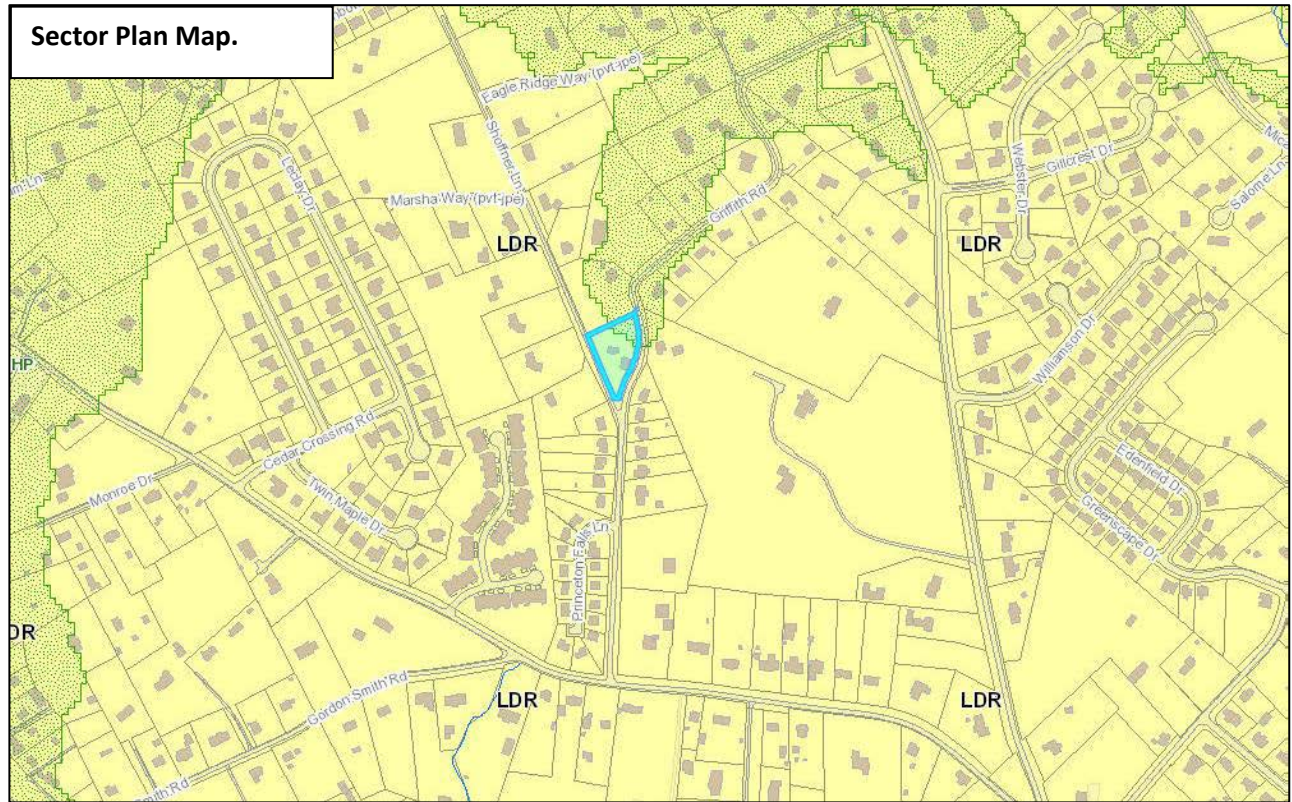 Sector Plan Map.
Eagle Ridge Way (pvt-jpe)
Shoffner Ln
Leclay Dr
Marsha Way (pvt-jpe)
Griffith Rd
Webster Dr
Gillcrest Dr
Salome Ln
LDR
LDR
Williamson Dr
HP
Cedar Crossing Rd
Monroe Dr
Twin Maple Dr
Edenfield Dr
Greenscape Dr
Princeton Falls Ln
DR
Gordon Smith Rd
LDR
LDR
Smith Rd